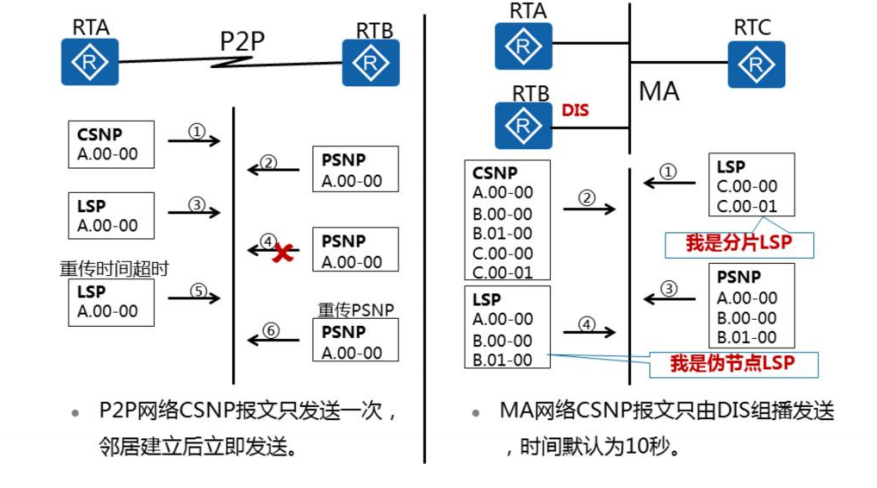 RTA
P2P
RTB
R
R
CSNP
A.00-00
①
②
PSNP
A.00-00
LSP
A.00-00
③
④
PSNP
A.00-00
重传时间超时
LSP
A.00-00
⑤
重传PSNP
⑥
PSNP
A.00-00
• P2P网络CSNP报文只发送一次，
邻居建立后立即发送。
RTA
R
RTC
R
RTB
R
DIS
MA
CSNP
A.00-00
B.00-00
B.01-00
C.00-00
C.00-01
②
①
LSP
C.00-00
C.00-01
我是分片LSP
LSP
A.00-00
B.00-00
B.01-00
④
③
PSNP
A.00-00
B.00-00
B.01-00
我是伪节点LSP
• MA网络CSNP报文只由DIS组播发送
，时间默认为10秒。